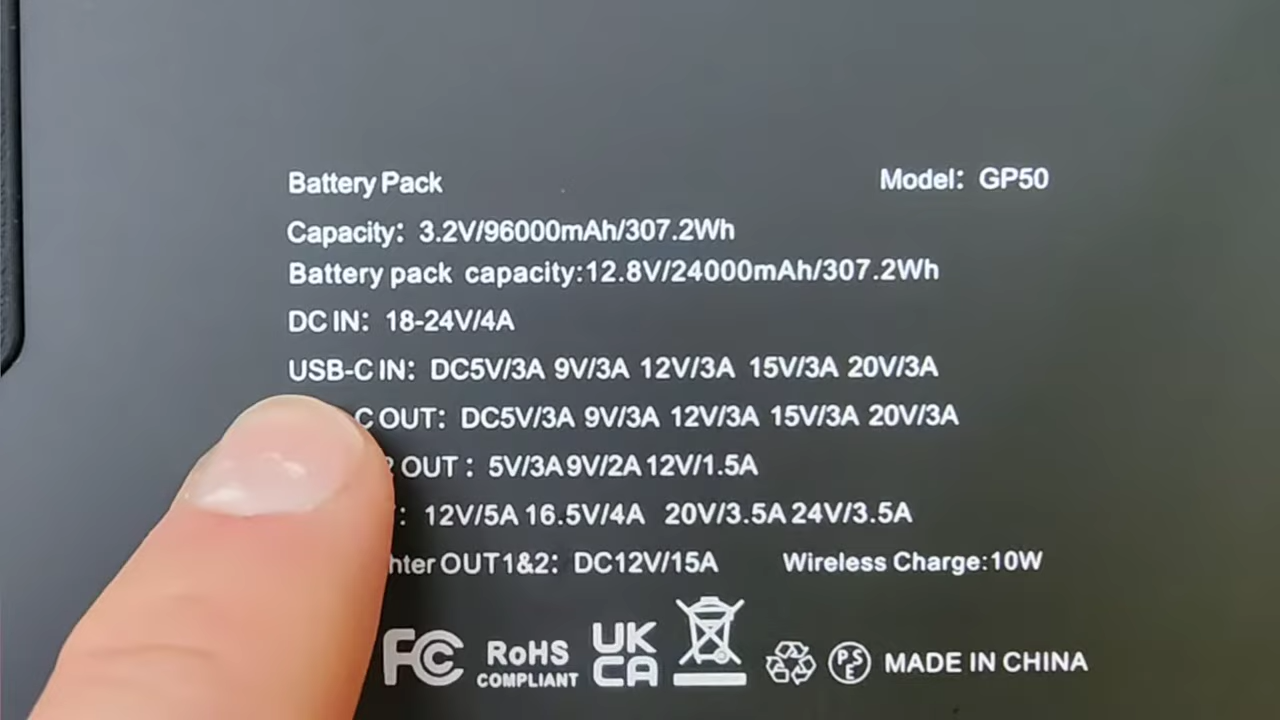 Battery Pack Model: GP50
Capacity: 3.2V/96000mAh/307.2Wh
Battery pack capacity:12.8V/24000mAh/307.2Wh
DC IN: 18-24V/4A
USB-C IN: DC5V/3A 9V/3A 12V/3A 15V/3A 20V/3A
C OUT: DC5V/3A 9V/3A 12V/3A 15V/3A 20V/3A
OUT : 5V/3A 9V/2A 12V/1.5A
: 12V/5A 16.5V/4A 20V/3.5A 24V/3.5A
hter OUT1&2: DC12V/15A Wireless Charge:10W
FC RoHS COMPLIANT UK CA PSE MADE IN CHINA